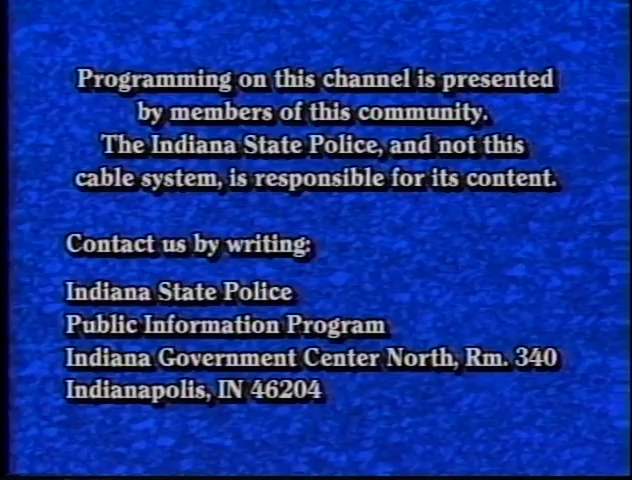 Programming on this channel is presented
by members of this community.
The Indiana State Police, and not this
cable system, is responsible for its content.
Contact us by writing:
Indiana State Police
Public Information Program
Indiana Government Center North, Rm. 340
Indianapolis, IN 46204